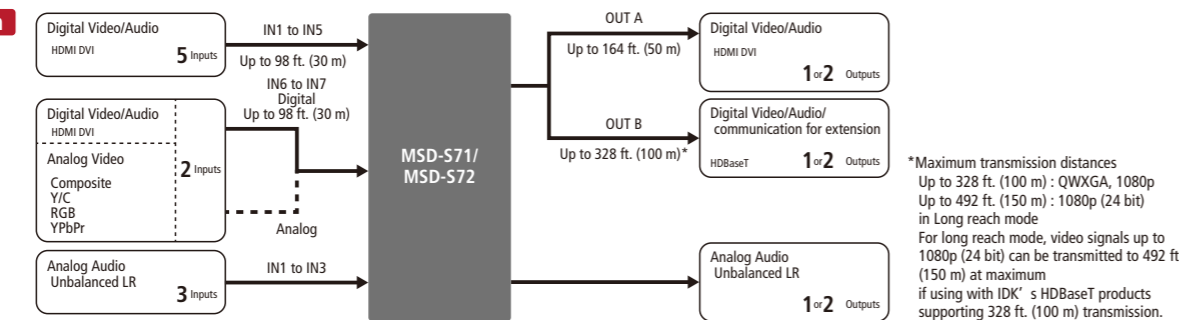 Digital Video/Audio
HDMI DVI
5 Inputs
IN1 to IN5
Up to 98 ft. (30 m)
IN6 to IN7
Digital
Up to 98 ft. (30 m)
Digital Video/Audio
HDMI DVI
Analog Video
Composite
Y/C
RGB
YPbPr
2 Inputs
Analog
Analog Audio
Unbalanced LR
3 Inputs
IN1 to IN3
MSD-S71/
MSD-S72
OUT A
Up to 164 ft. (50 m)
Digital Video/Audio
HDMI DVI
1 or 2 Outputs
OUT B
Up to 328 ft. (100 m)*
Digital Video/Audio/
communication for extension
HDBaseT
1 or 2 Outputs
Analog Audio
Unbalanced LR
1 or 2 Outputs
*Maximum transmission distances
Up to 328 ft. (100 m) : QWXGA, 1080p
Up to 492 ft. (150 m) : 1080p (24 bit)
in Long reach mode
For long reach mode, video signals up to
1080p (24 bit) can be transmitted to 492 ft
(150 m) at maximum
if using with IDK' s HDBaseT products
supporting 328 ft. (100 m) transmission.